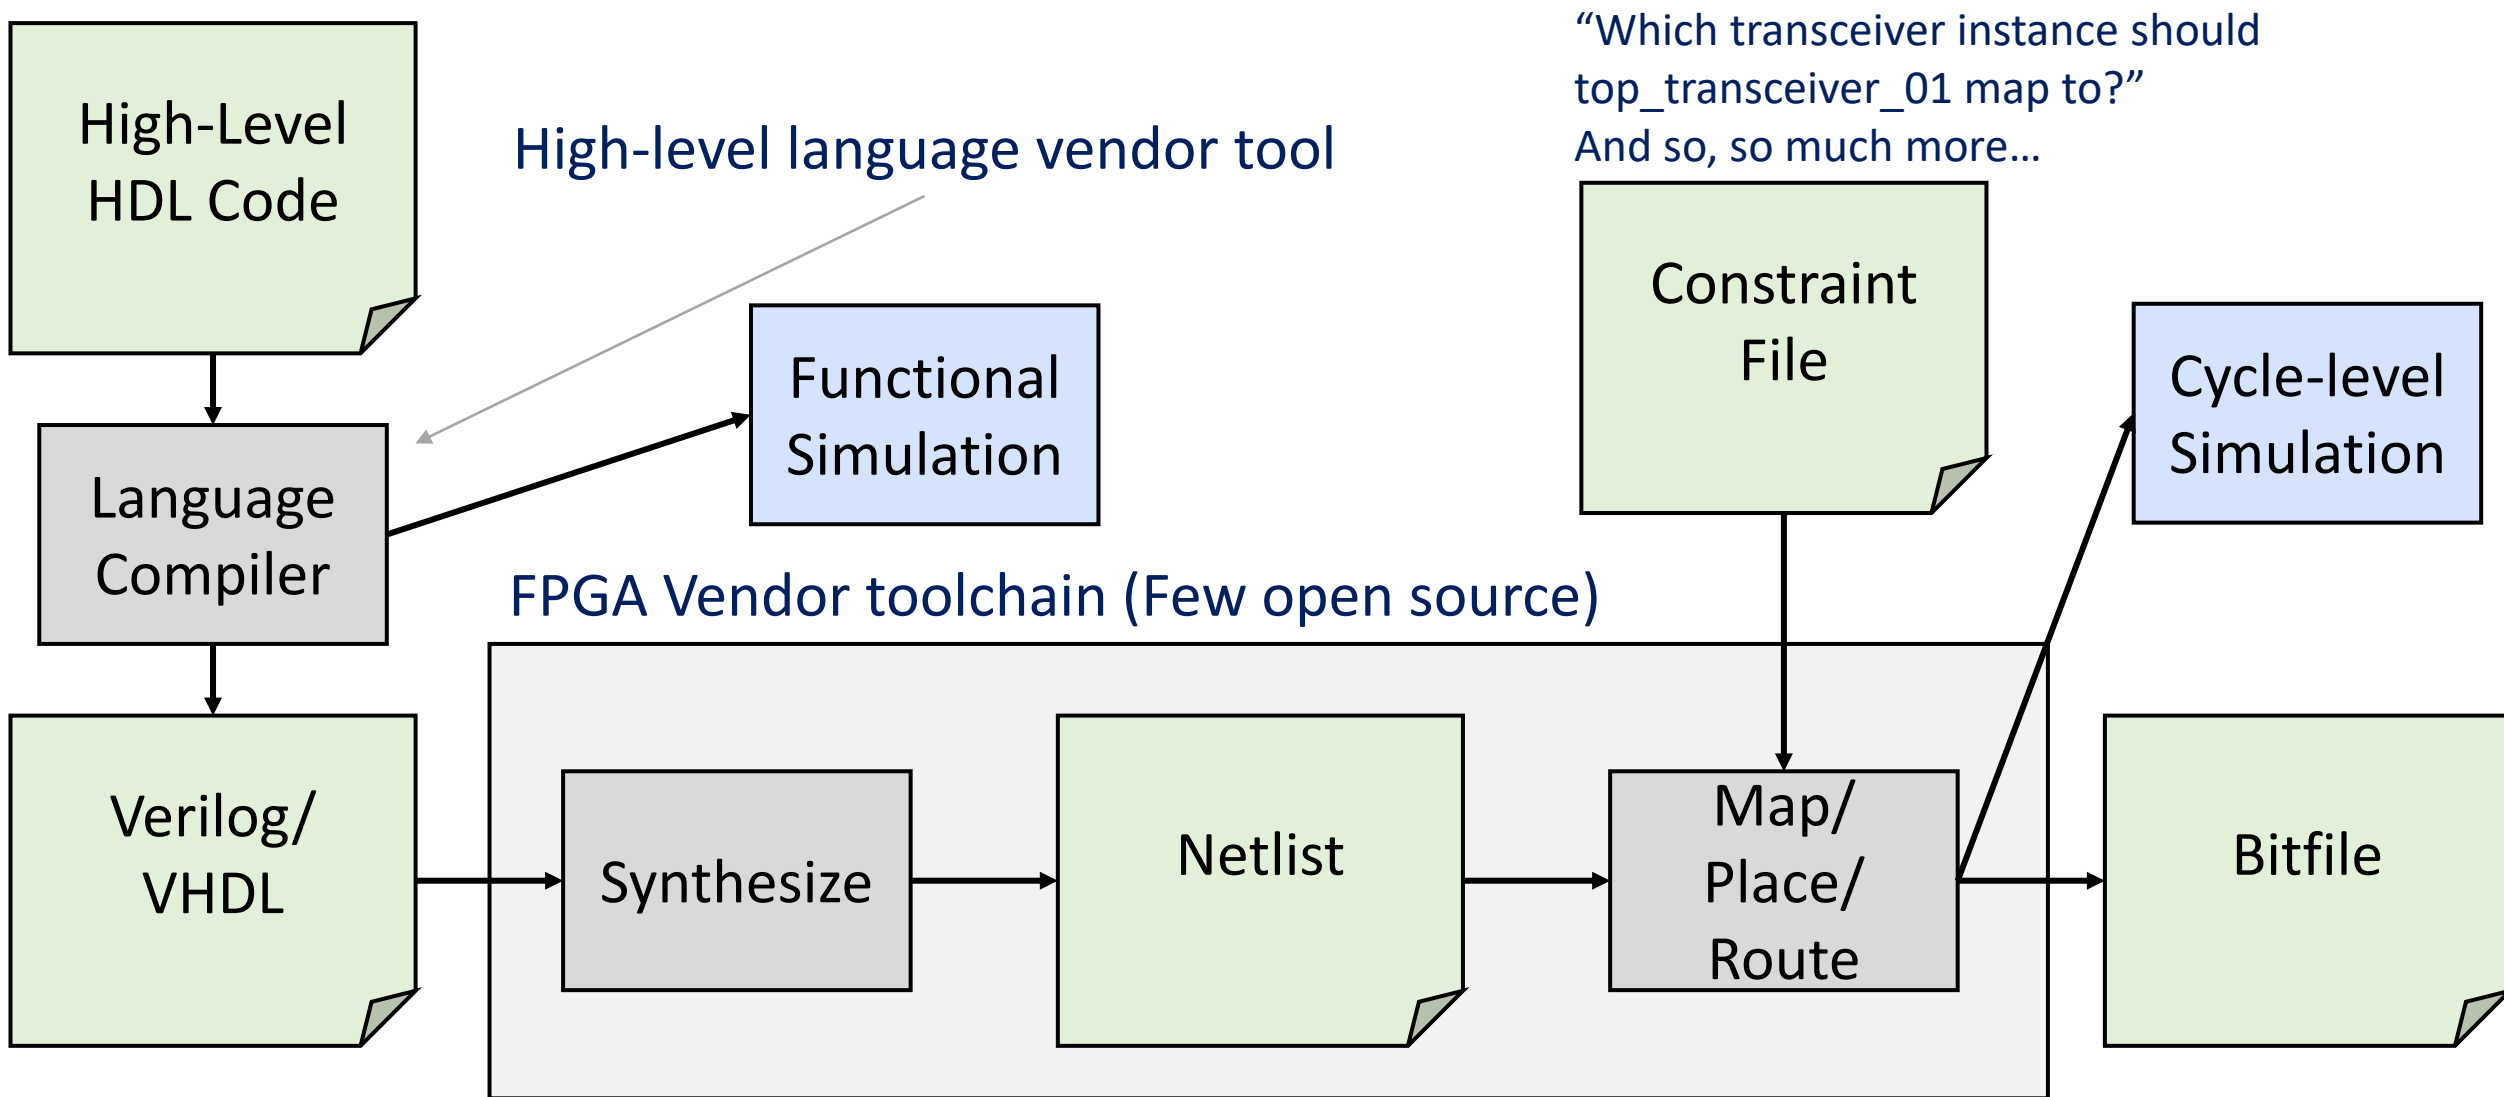 “Which transceiver instance should
top_transceiver_01 map to?”
And so, so much more…
High-Level
HDL Code
High-level language vendor tool
Constraint
File
Functional
Simulation
Cycle-level
Simulation
Language
Compiler
FPGA Vendor toolchain (Few open source)
Verilog/
VHDL
Synthesize
Netlist
Map/
Place/
Route
Bitfile